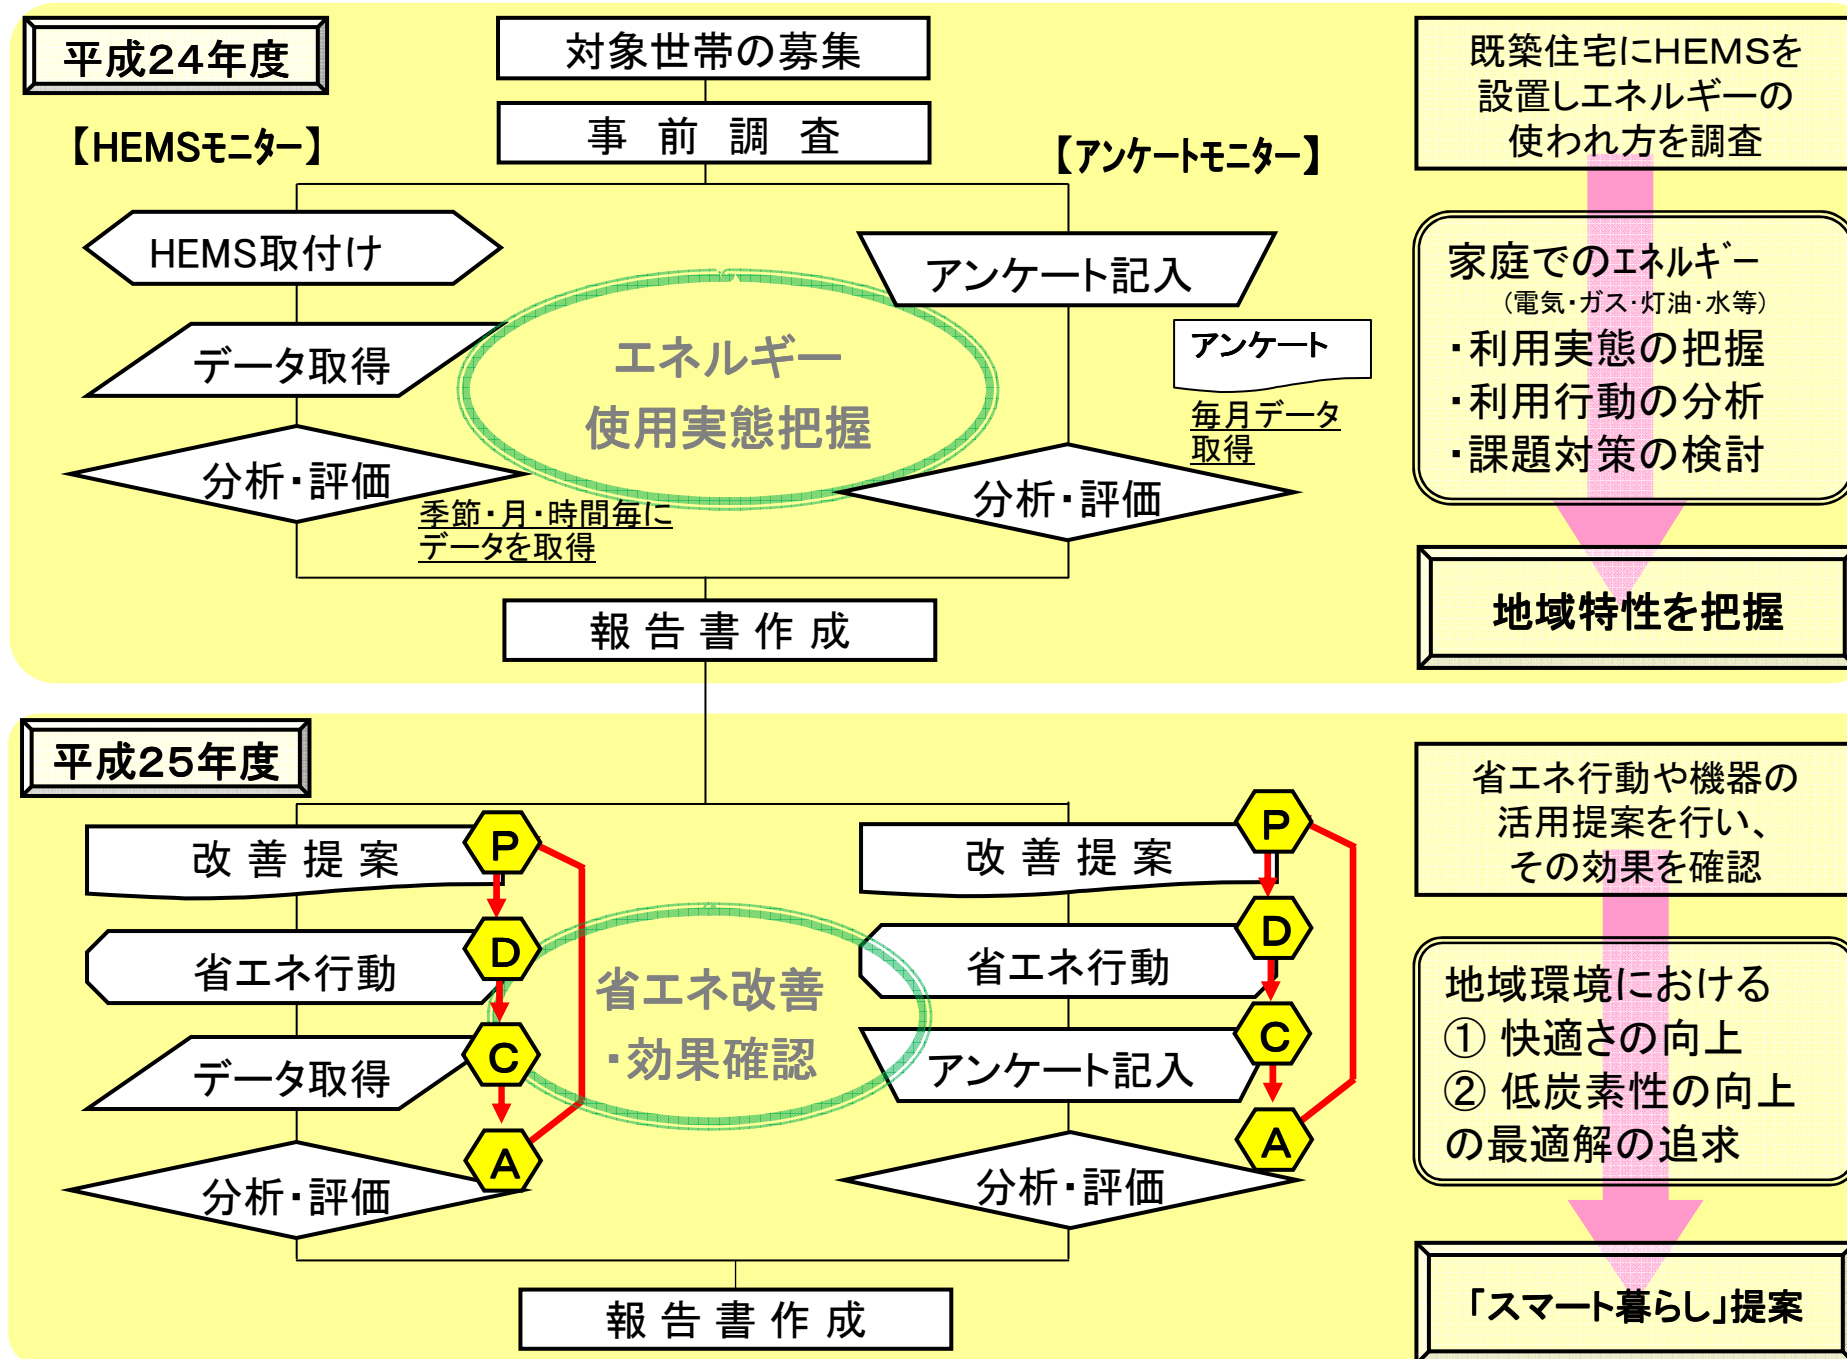 平成24年度
対象世帯の募集
事 前 調 査
【HEMSモニター】
【アンケートモニター】
HEMS取付け
データ取得
分析・評価
季節・月・時間毎に
データを取得
エネルギー
使用実態把握
アンケート記入
アンケート
毎月データ
取得
分析・評価
報 告 書 作 成
既築住宅にHEMSを
設置しエネルギーの
使われ方を調査
家庭でのエネルギー
(電気・ガス・灯油・水等)
・利用実態の把握
・利用行動の分析
・課題対策の検討
地域特性を把握
平成25年度
改 善 提 案
P
省エネ行動
D
データ取得
C
分析・評価
A
省エネ改善
・効果確認
改 善 提 案
P
省エネ行動
D
アンケート記入
C
分析・評価
A
報 告 書 作 成
省エネ行動や機器の
活用提案を行い、
その効果を確認
地域環境における
① 快適さの向上
② 低炭素性の向上
の最適解の追求
「スマート暮らし」提案